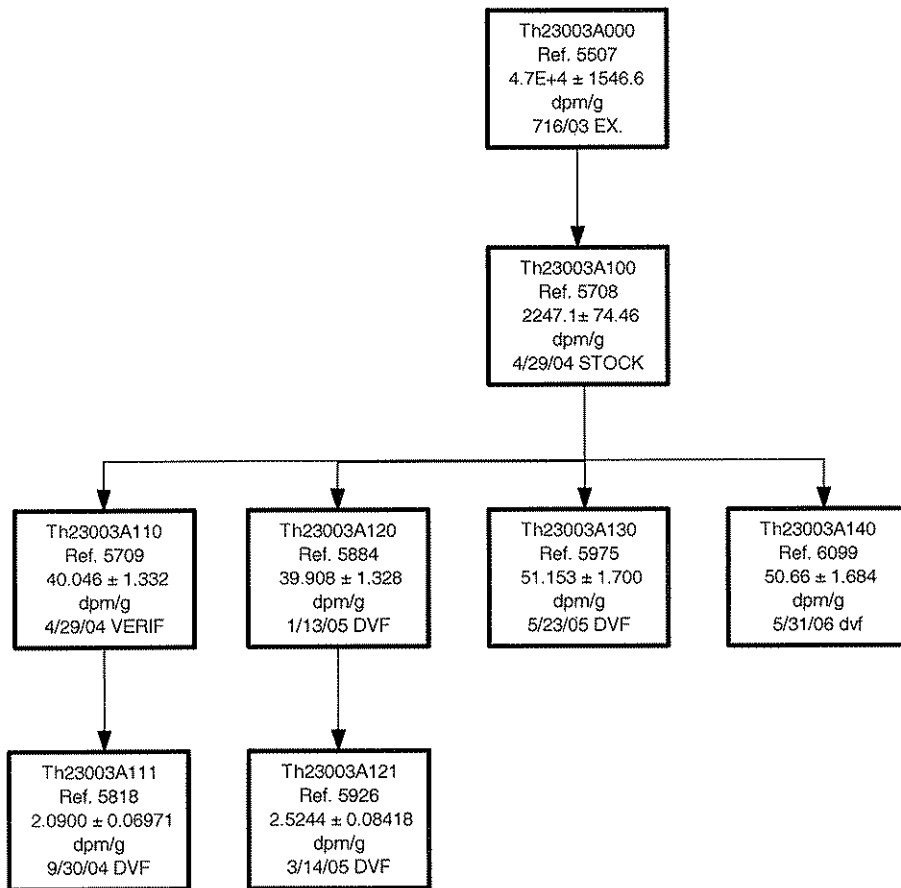 Th23003A000
Ref. 5507
4.7E+4 ± 1546.6
dpm/g
716/03 EX.
Th23003A100
Ref. 5708
2247.1± 74.46
dpm/g
4/29/04 STOCK
Th23003A110
Ref. 5709
40.046 ± 1.332
dpm/g
4/29/04 VERIF
Th23003A120
Ref. 5884
39.908 ± 1.328
dpm/g
1/13/05 DVF
Th23003A130
Ref. 5975
51.153 ± 1.700
dpm/g
5/23/05 DVF
Th23003A140
Ref. 6099
50.66 ± 1.684
dpm/g
5/31/06 dvf
Th23003A111
Ref. 5818
2.0900 ± 0.06971
dpm/g
9/30/04 DVF
Th23003A121
Ref. 5926
2.5244 ± 0.08418
dpm/g
3/14/05 DVF